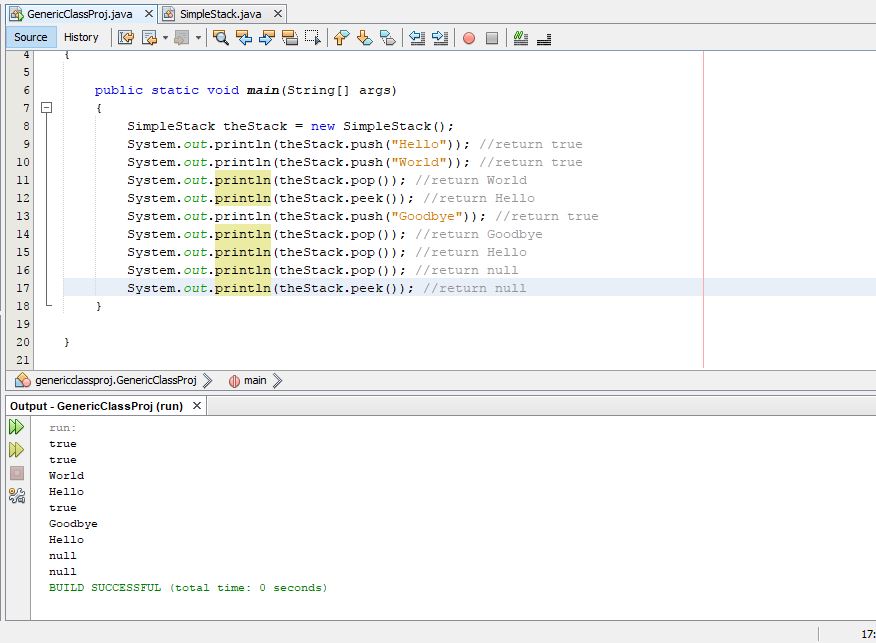 GenericClassProj.java SimpleStack.java
Source History
4 {
5
6 public static void main(String[] args)
7 {
8 SimpleStack theStack = new SimpleStack();
9 System.out.println(theStack.push("Hello")); //return true
10 System.out.println(theStack.push("World")); //return true
11 System.out.println(theStack.pop()); //return World
12 System.out.println(theStack.peek()); //return Hello
13 System.out.println(theStack.push("Goodbye")); //return true
14 System.out.println(theStack.pop()); //return Goodbye
15 System.out.println(theStack.pop()); //return Hello
16 System.out.println(theStack.pop()); //return null
17 System.out.println(theStack.peek()); //return null
18 }
19
20 }
21
genericclassproj.GenericClassProj main
Output - GenericClassProj (run)
run:
true
true
World
Hello
true
Goodbye
Hello
null
null
BUILD SUCCESSFUL (total time: 0 seconds)
17: